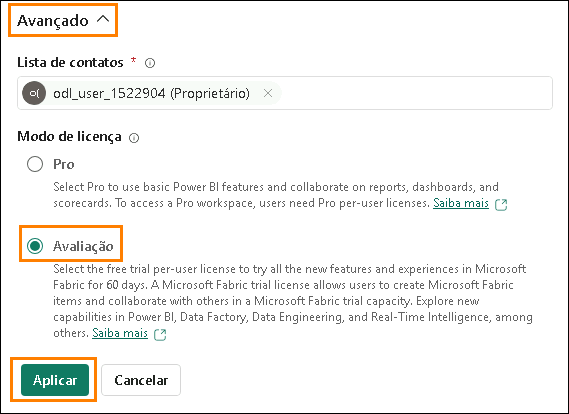 Avançado
Lista de contatos *
o( odl_user_1522904 (Proprietário)
Modo de licença
Pro
Select Pro to use basic Power BI features and collaborate on reports, dashboards, and
scorecards. To access a Pro workspace, users need Pro per-user licenses. Saiba mais
Avaliação
Select the free trial per-user license to try all the new features and experiences in Microsoft
Fabric for 60 days. A Microsoft Fabric trial license allows users to create Microsoft Fabric
items and collaborate with others in a Microsoft Fabric trial capacity. Explore new
capabilities in Power BI, Data Factory, Data Engineering, and Real-Time Intelligence, among
others. Saiba mais
Aplicar Cancelar